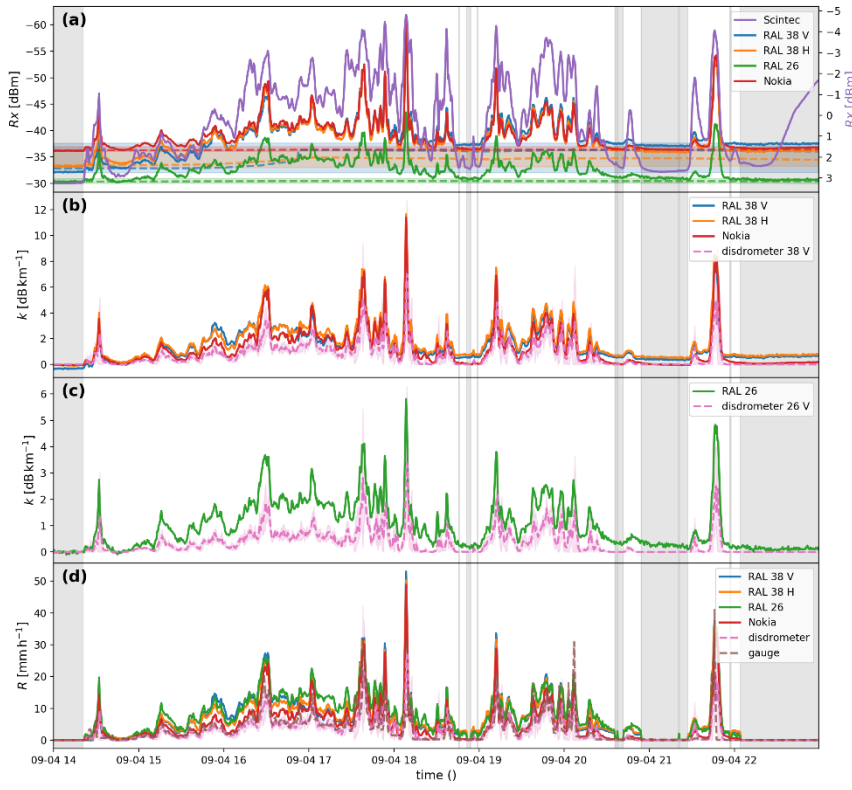 (a)
Scintec
RAL 38 V
RAL 38 H
RAL 26
Nokia
−60
−55
−50
−45
−40
−35
−30
Rx [dBm]
−5
−4
−3
−2
−1
0
1
2
3
Rx [dBm]
(b)
RAL 38 V
RAL 38 H
Nokia
disdrometer 38 V
12
10
8
6
4
2
0
k [dB km⁻¹]
(c)
RAL 26
disdrometer 26 V
6
5
4
3
2
1
0
k [dB km⁻¹]
(d)
RAL 38 V
RAL 38 H
RAL 26
Nokia
disdrometer
gauge
50
40
30
20
10
0
R [mm h⁻¹]
09-04 14 09-04 15 09-04 16 09-04 17 09-04 18 09-04 19 09-04 20 09-04 21 09-04 22
time ()